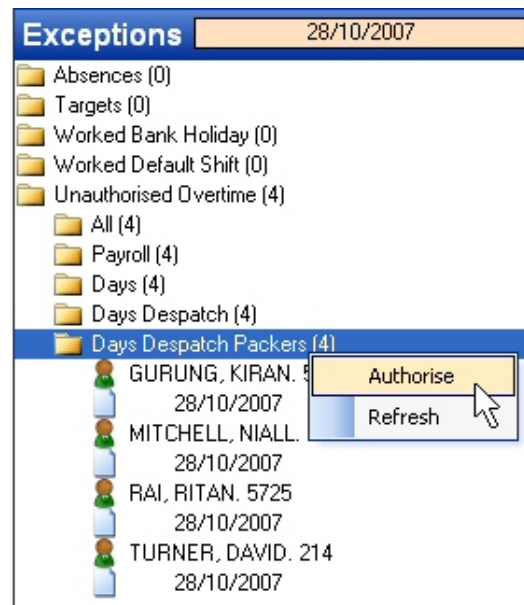 Exceptions 28/10/2007
Absences (0)
Targets (0)
Worked Bank Holiday (0)
Worked Default Shift (0)
Unauthorised Overtime (4)
All (4)
Payroll (4)
Days (4)
Days Despatch (4)
Days Despatch Packers (4)
GURUNG, KIRAN. Authorise
28/10/2007 Refresh
MITCHELL, NIALL.
28/10/2007
RAI, RITAN. 5725
28/10/2007
TURNER, DAVID. 214
28/10/2007